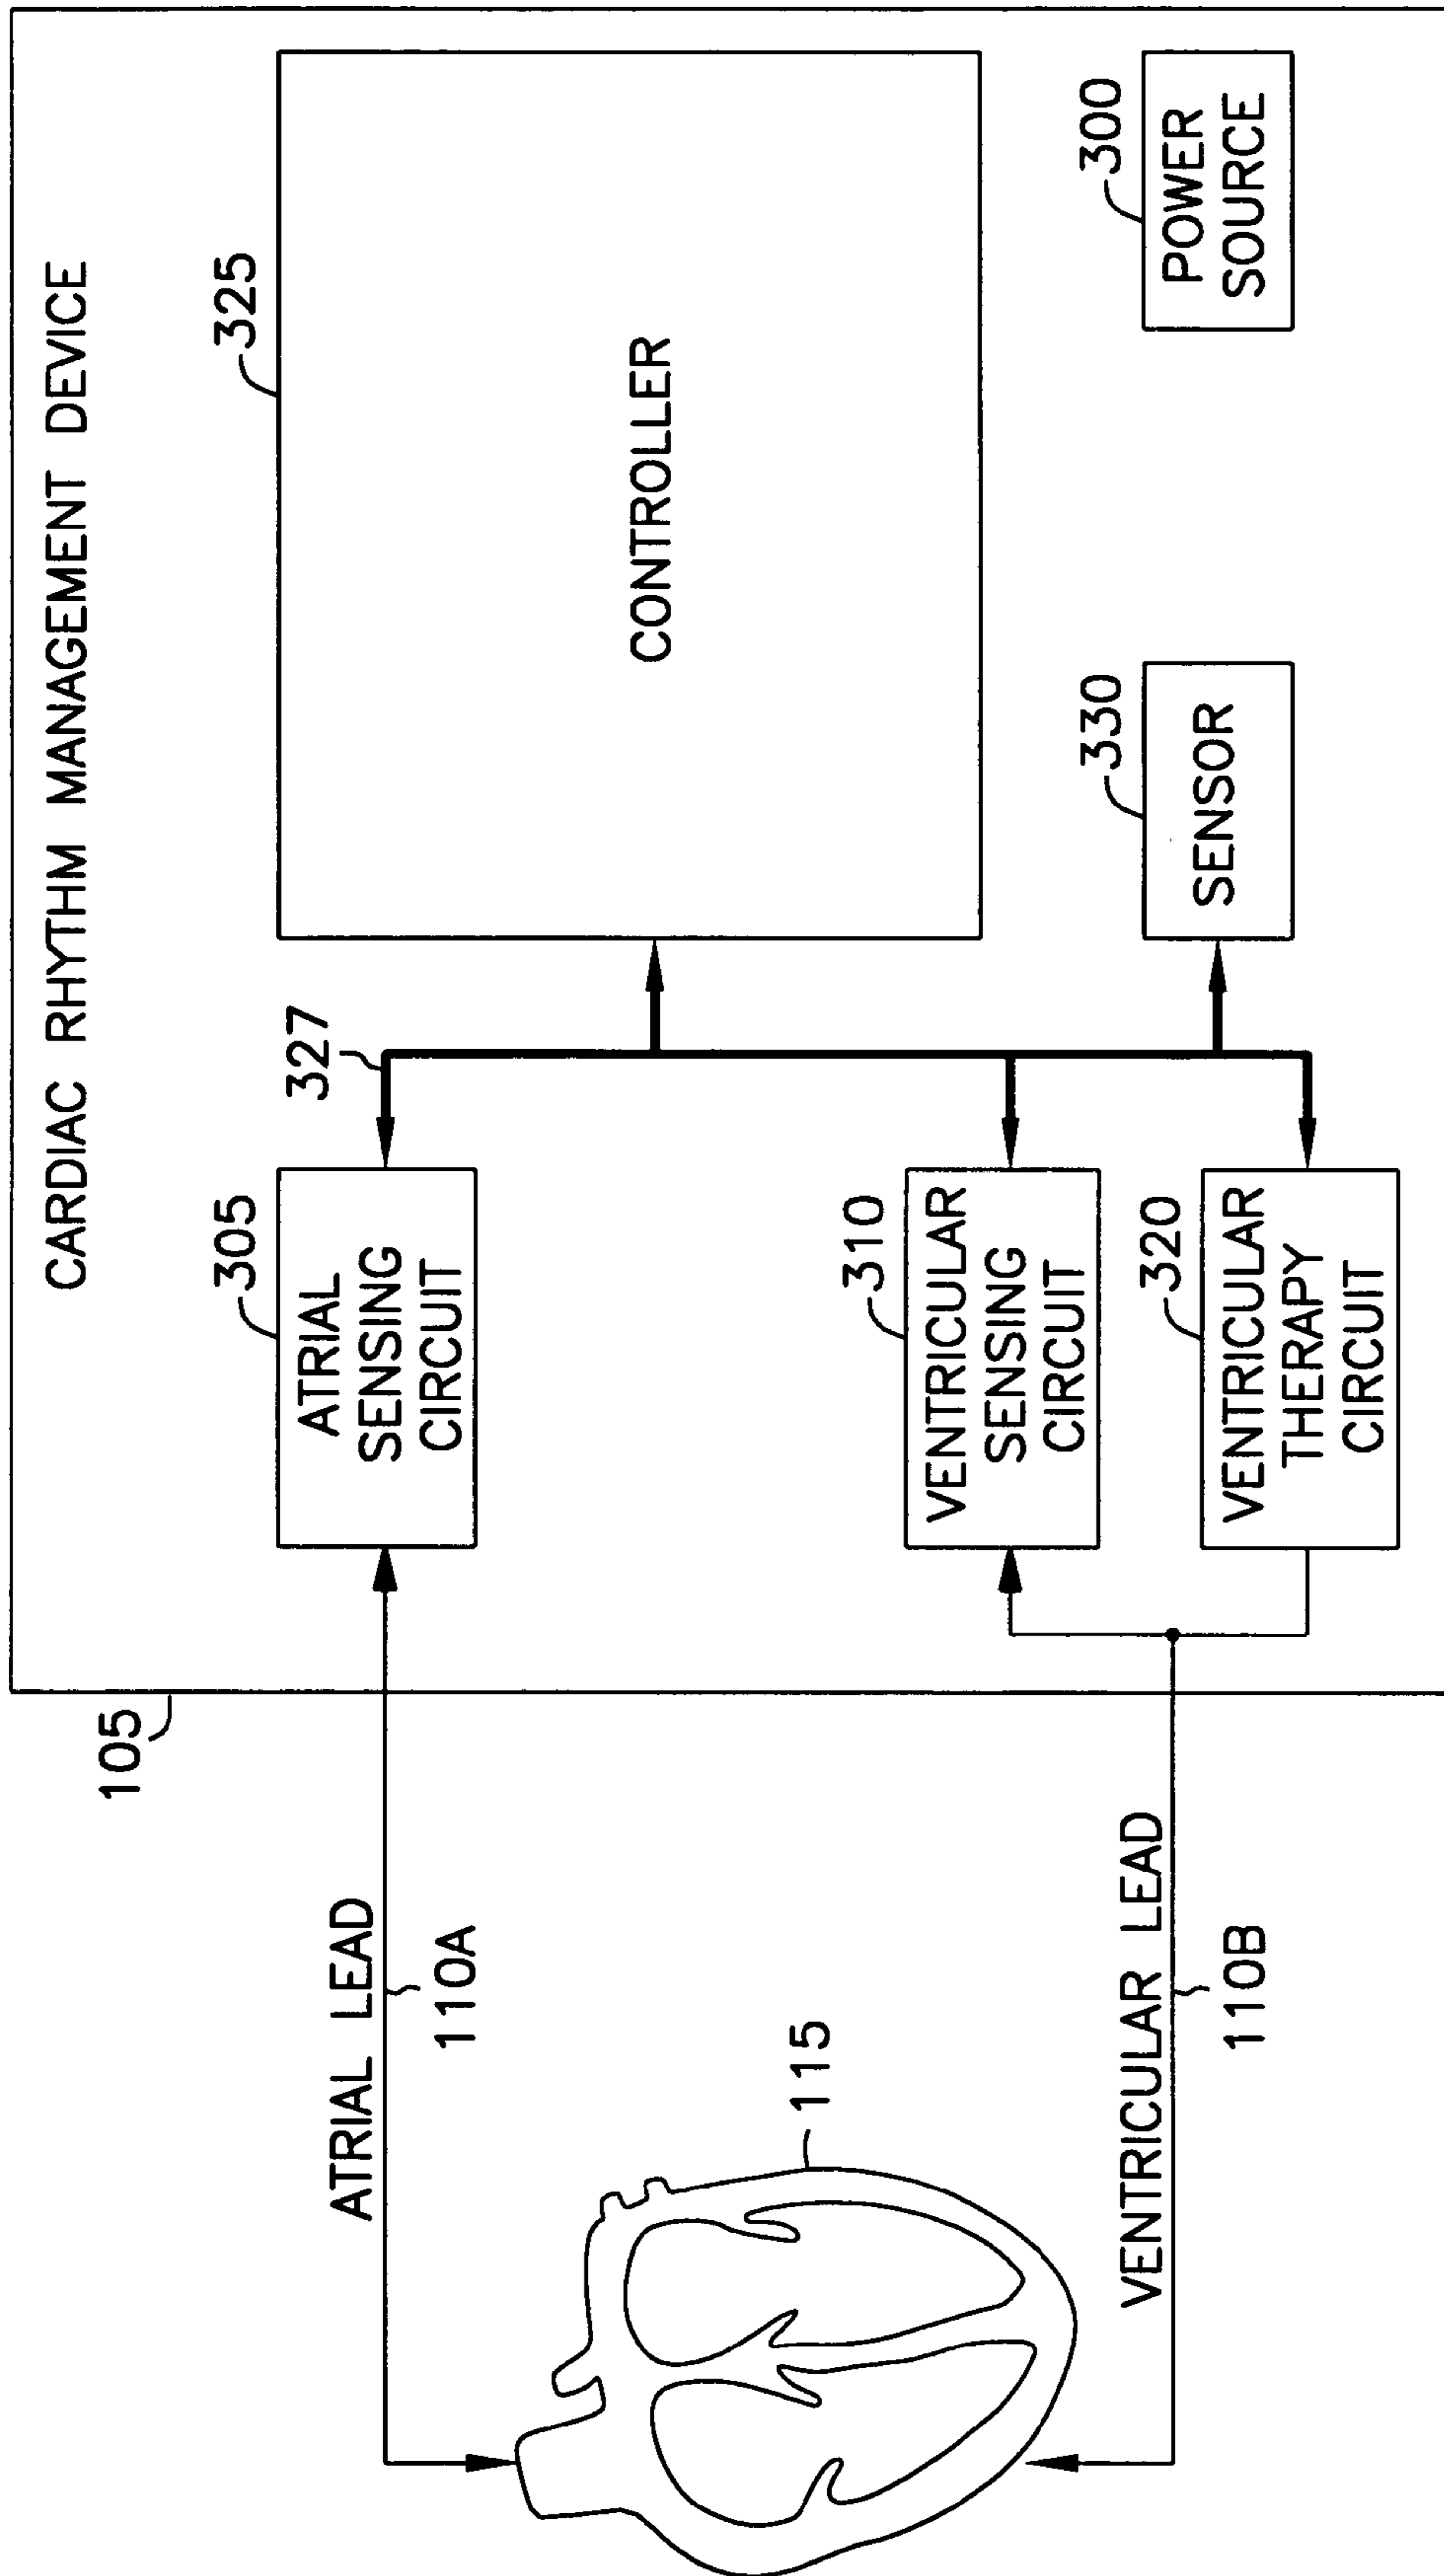 CARDIAC RHYTHM MANAGEMENT DEVICE
105
ATRIAL LEAD
110A
305
ATRIAL
SENSING
CIRCUIT
327
325
CONTROLLER
115
310
VENTRICULAR
SENSING
CIRCUIT
330
SENSOR
300
POWER
SOURCE
VENTRICULAR LEAD
110B
320
VENTRICULAR
THERAPY
CIRCUIT